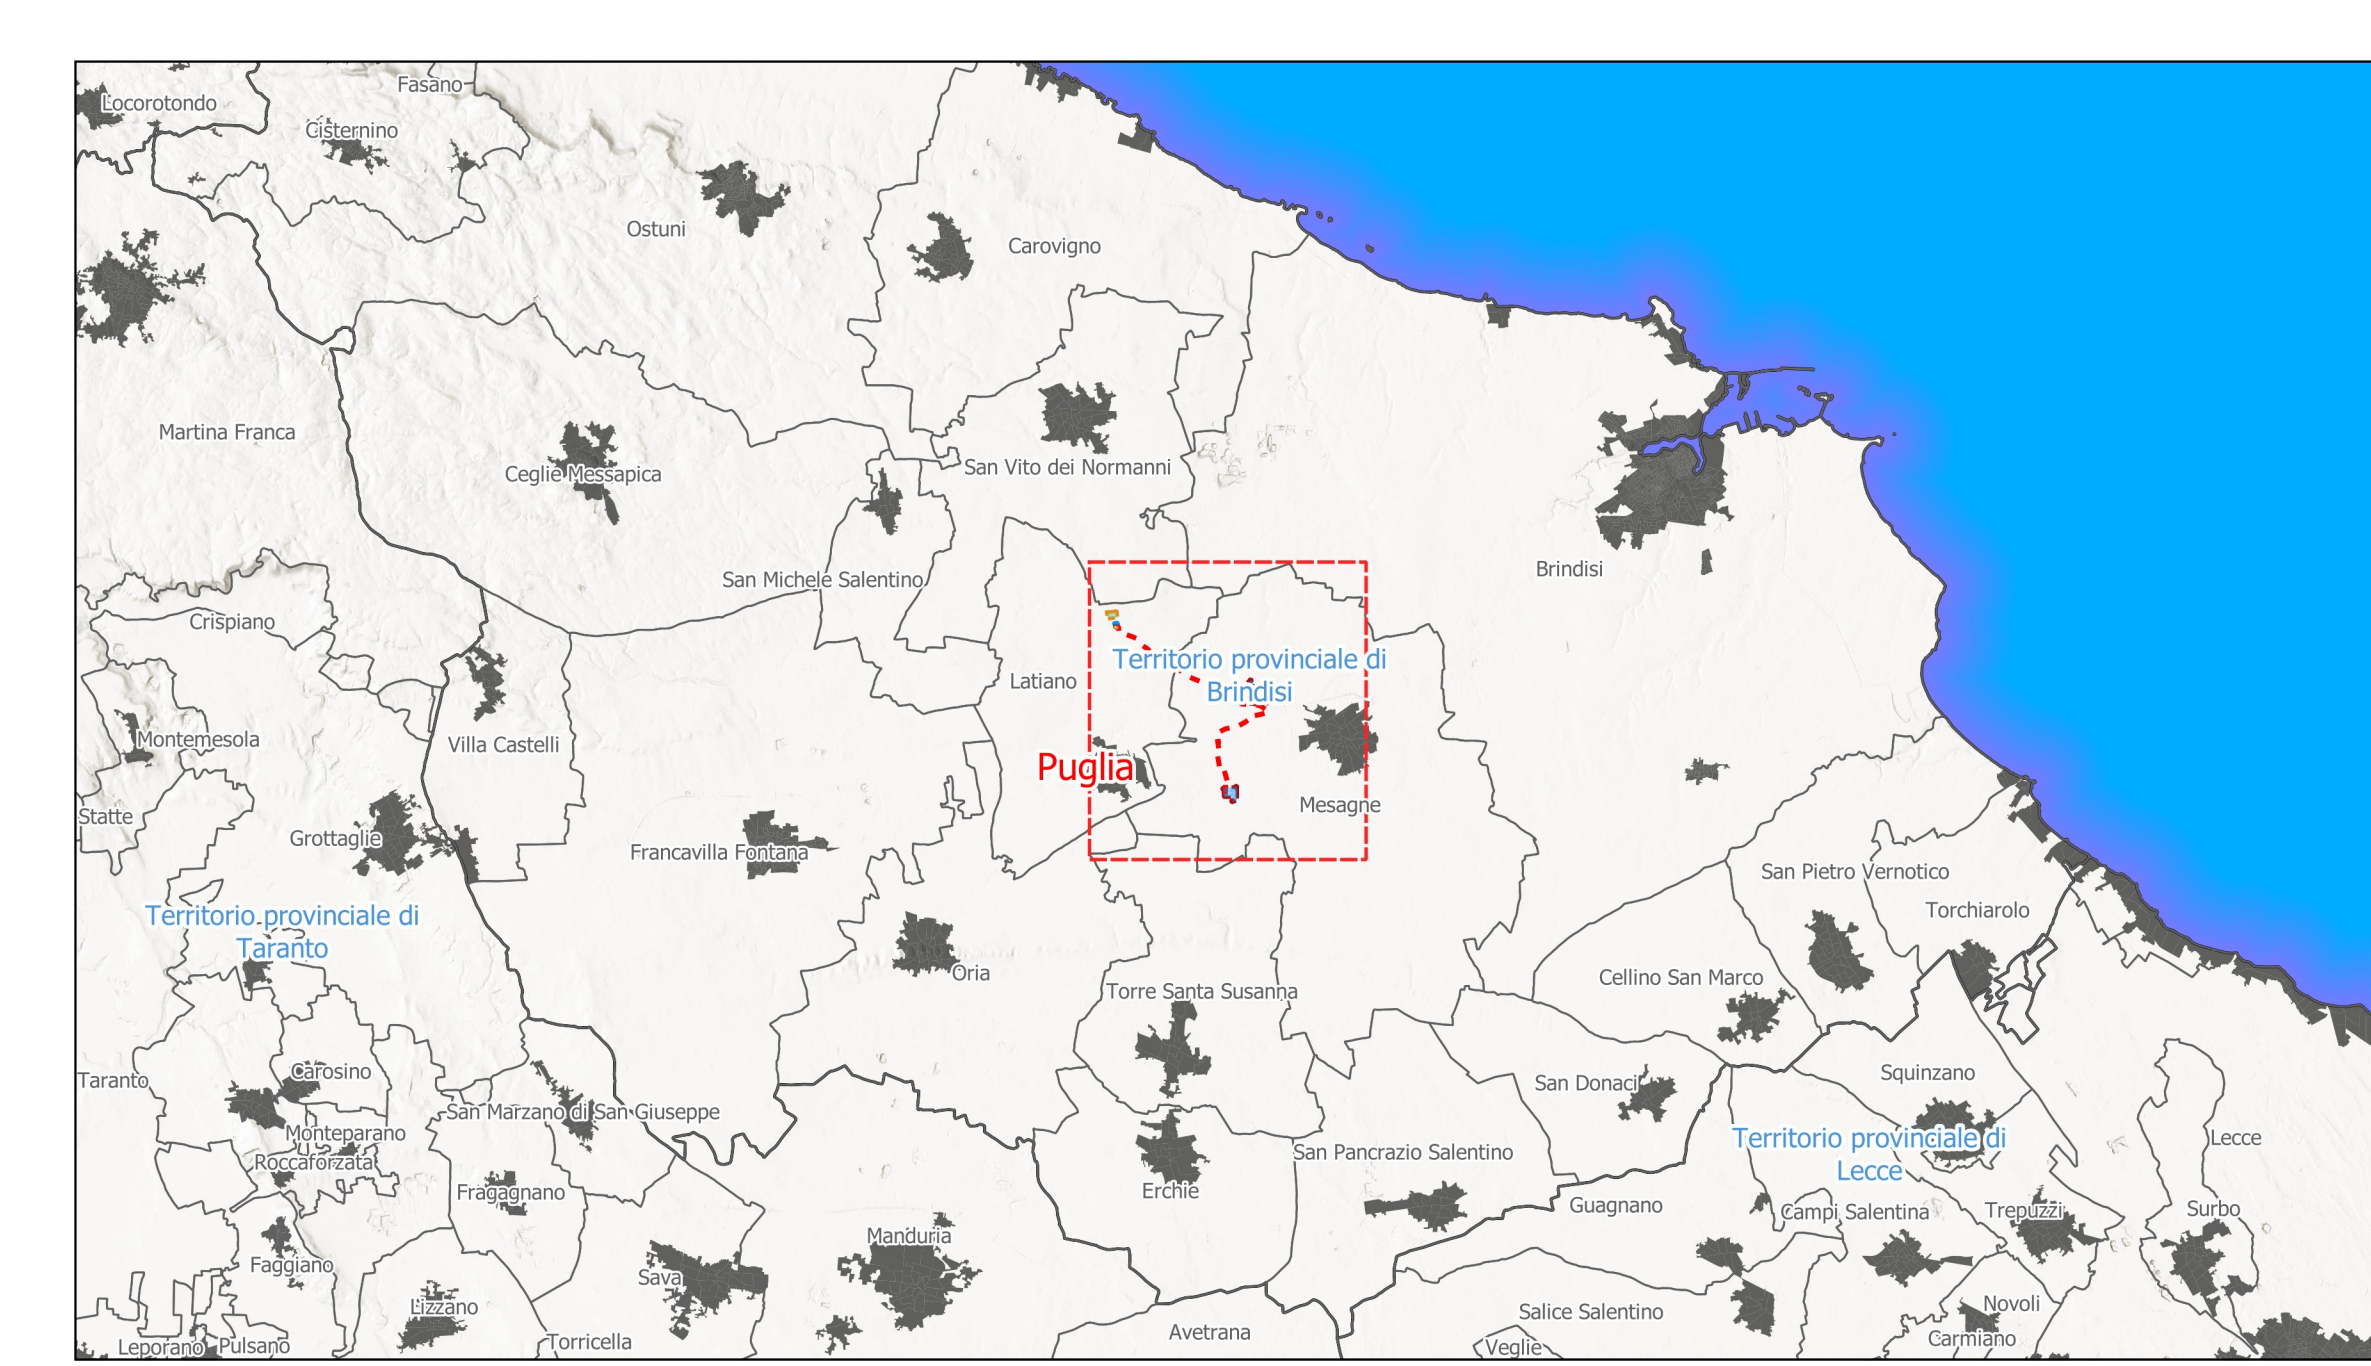 Fasano
Locorotondo
Cisternino
Ostuni
Carovigno
Martina Franca
Ceglie Messapica
San Vito dei Normanni
Brindisi
San Michele Salentino
Crispiano
Territorio provinciale di
Brindisi
Latiano
Montemesola
Villa Castelli
Puglia
Mesagne
Statte
Grottaglie
Francavilla Fontana
San Pietro Vernotico
Torchiarolo
Territorio provinciale di
Taranto
Oria
Cellino San Marco
Torre Santa Susanna
Taranto
Carosino
San Donaci
Squinzano
San Marzano di San Giuseppe
Monteparano
Roccaforzata
Territorio provinciale di
Lecce
Lecce
San Pancrazio Salentino
Fragagnano
Erchie
Guagnano
Campi Salentina
Trepuzzi
Surbo
Manduria
Faggiano
Sava
Lizzano
Salice Salentino
Novoli
Leporano
Pulsano
Torricella
Avetrana
Veglie
Carmiano